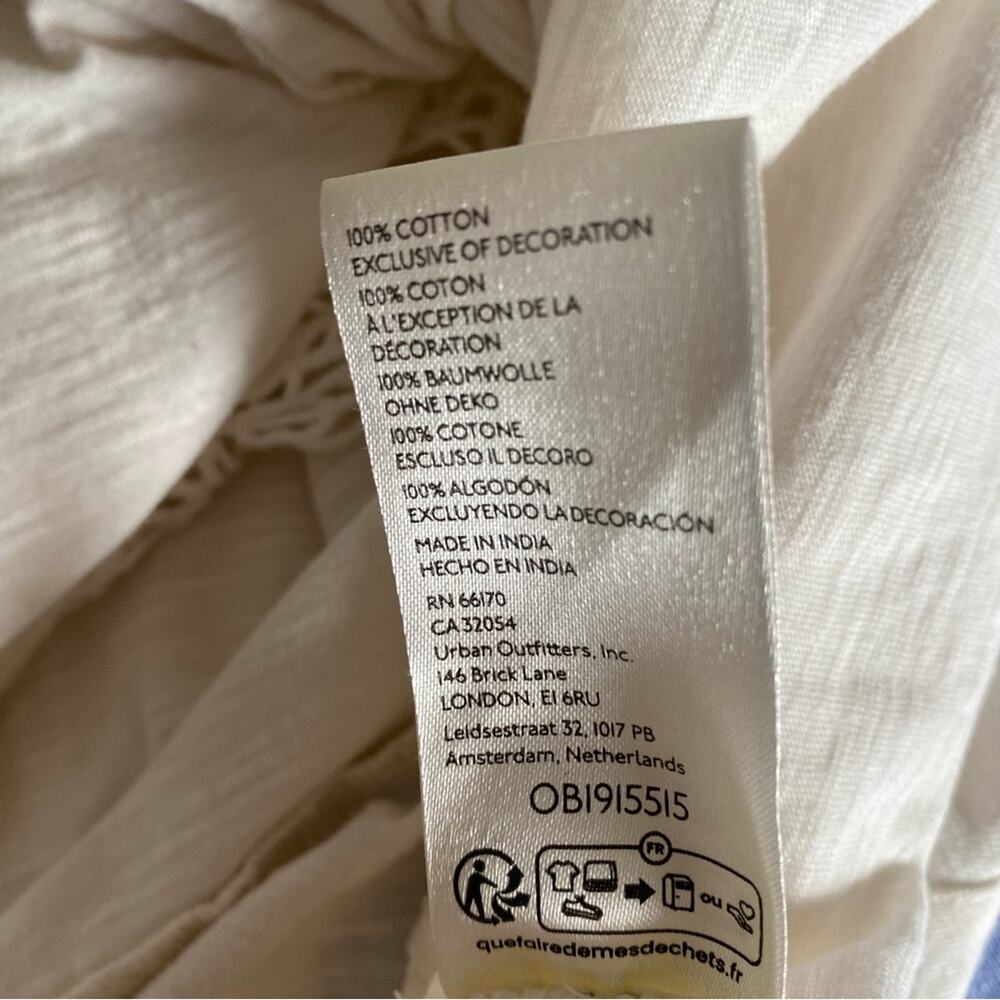 100% COTTON
EXCLUSIVE OF DECORATION
100% COTON
A L'EXCEPTION DE LA
DÉCORATION
100% BAUMWOLLE
OHNE DEKO
100% COTONE
ESCLUSO IL DECORO
100% ALGODÓN
EXCLUYENDO LA DECORACIÓN
MADE IN INDIA
HECHO EN INDIA
RN 66170
CA 32054
Urban Outfitters, Inc.
146 Brick Lane
LONDON, E1 6RU
Leidsestraat 32, 1017 PB
Amsterdam, Netherlands
OB1915515
FR
ou
quefairedemesdechets.fr